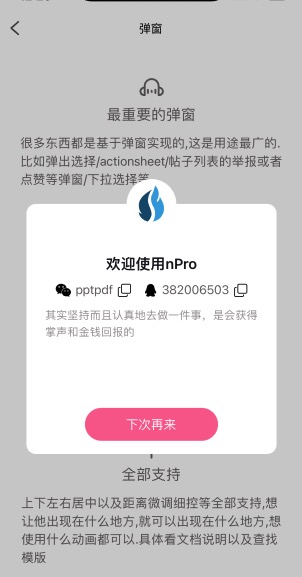 弹窗
最重要的弹窗
很多东西都是基于弹窗实现的,这是用途最广的.
比如弹出选择/actionsheet/帖子列表的举报或者
点赞等弹窗/下拉选择等
欢迎使用nPro
pptpdf 382006503
其实坚持而且认真地去做一件事，是会获得
掌声和金钱回报的
下次再来
全部支持
上下左右居中以及距离微调细控等全部支持,想
让他出现在什么地方,就可以出现在什么地方,想
使用什么动画都可以.具体看文档说明以及查找
模版